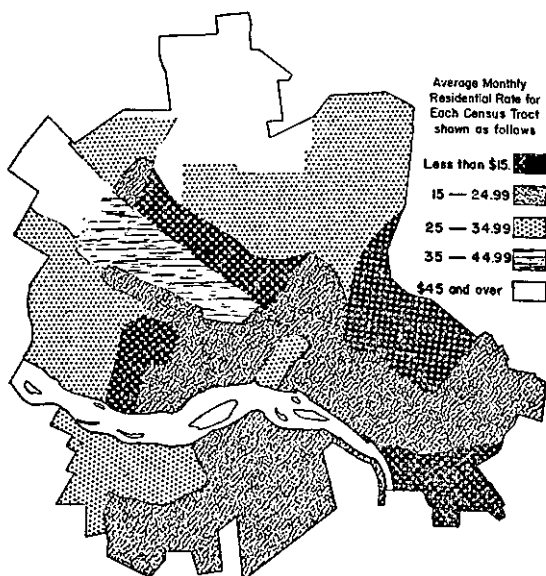 Average Monthly
Residential Rate for
Each Census Tract
shown as follows
Less than $15.
15 — 24.99
25 — 34.99
35 — 44.99
$45 and over